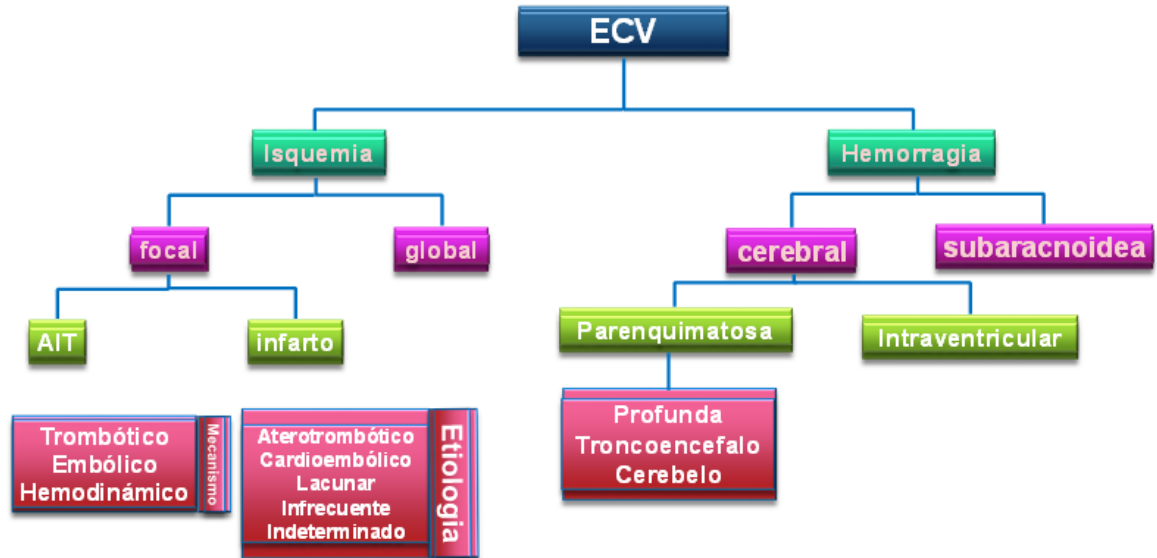 ECV
Isquemia
Hemorragia
focal
global
cerebral
subaracnoidea
AIT
infarto
Parenquimatosa
Intraventricular
Trombótico
Embólico
Hemodinámico
Mecanismo
Aterotrombótico
Cardioembólico
Lacunar
Infrecuente
Indeterminado
Etiologia
Profunda
Troncoencefalo
Cerebelo